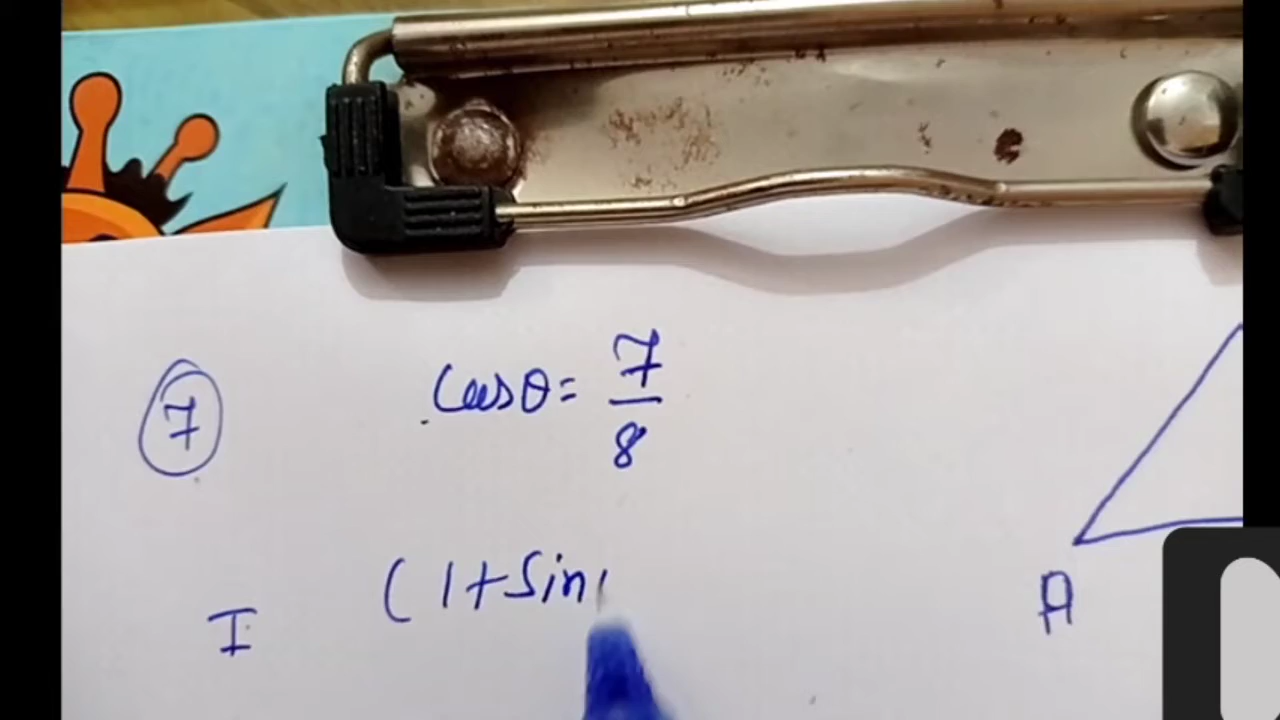 7 cosθ = 7/8
I (1+Sin
A